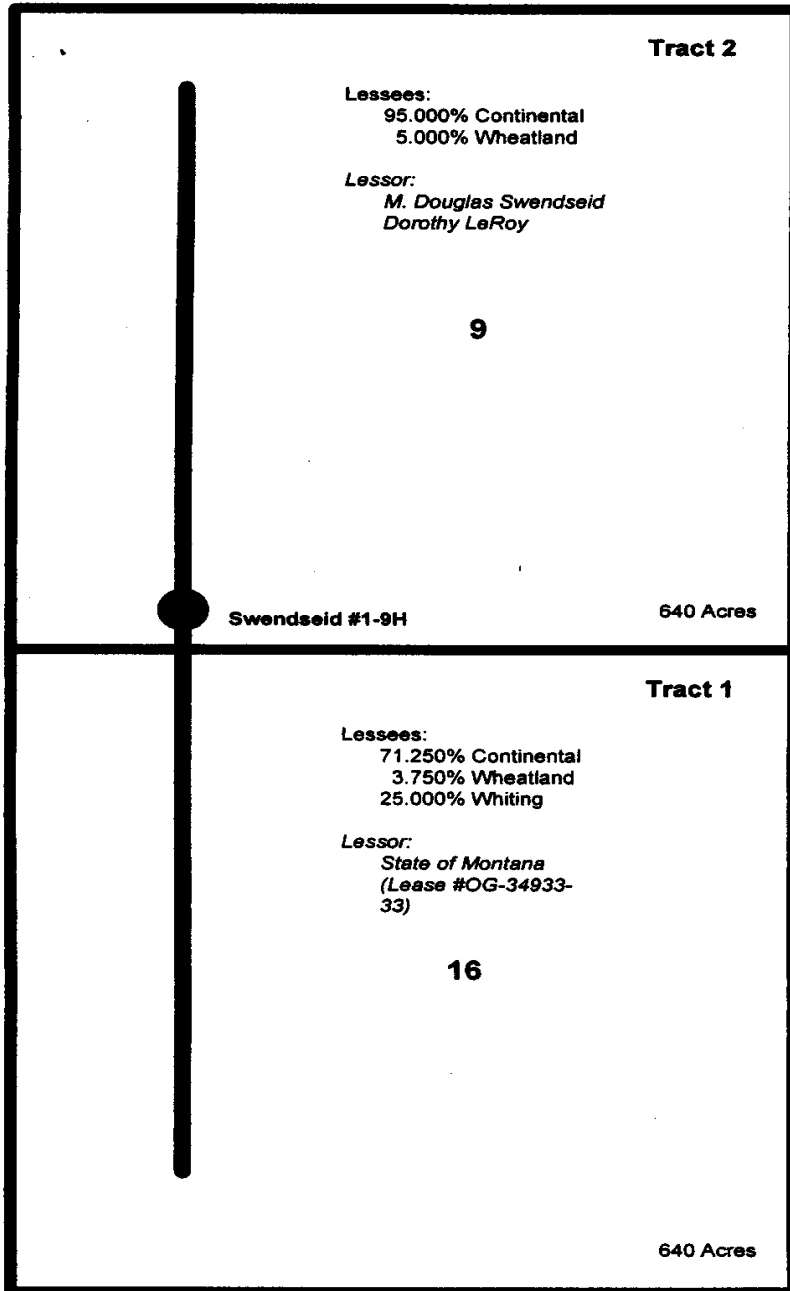 Tract 2
Lessees:
95.000% Continental
5.000% Wheatland
Lessor:
M. Douglas Swendseid
Dorothy LeRoy
9
Swendseid #1-9H
640 Acres
Tract 1
Lessees:
71.250% Continental
3.750% Wheatland
25.000% Whiting
Lessor:
State of Montana
(Lease #OG-34933-
33)
16
640 Acres